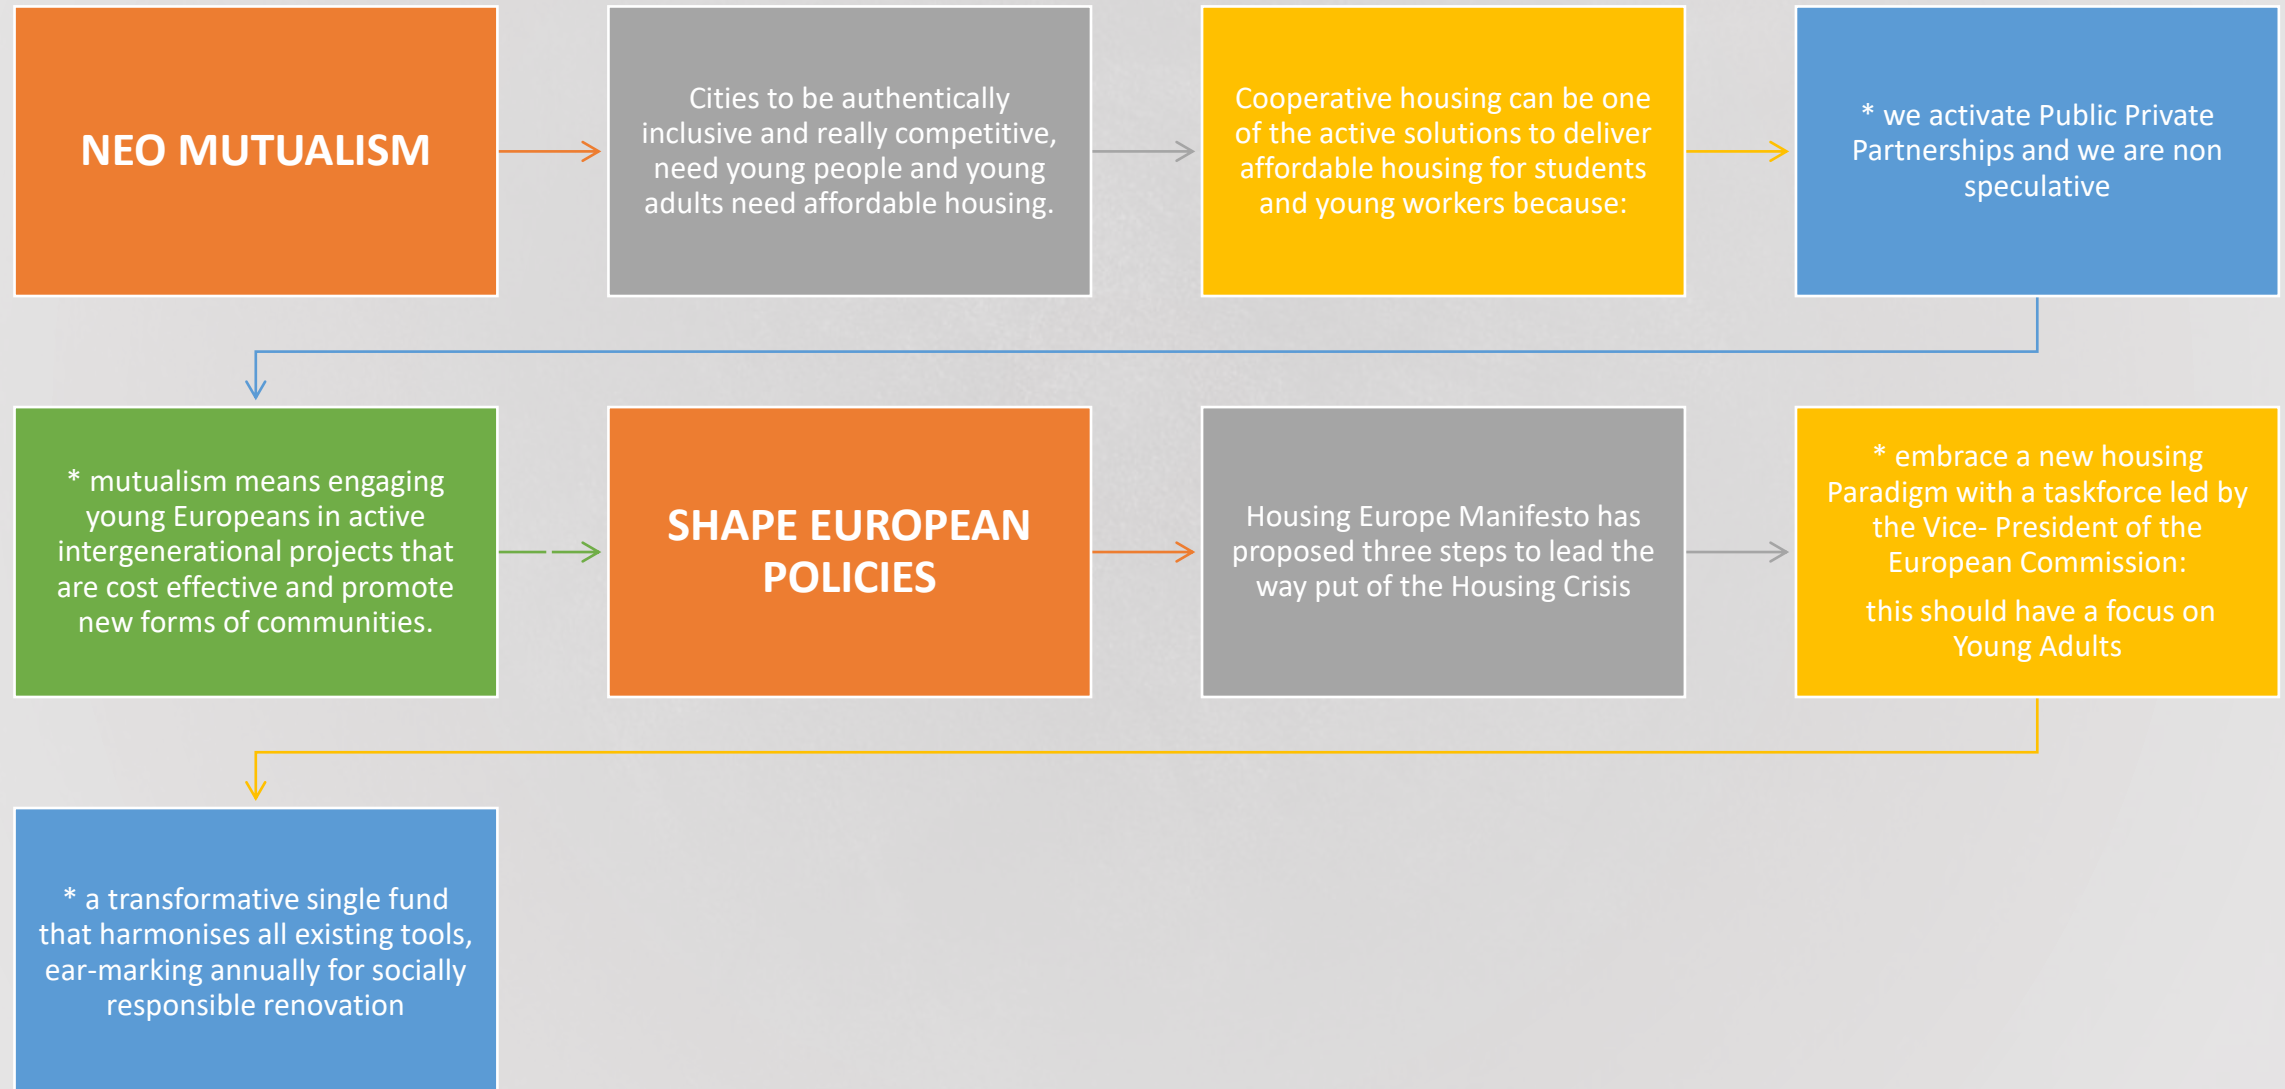 NEO MUTUALISM
Cities to be authentically
inclusive and really competitive,
need young people and young
adults need affordable housing.
Cooperative housing can be one
of the active solutions to deliver
affordable housing for students
and young workers because:
* we activate Public Private
Partnerships and we are non
speculative
* mutualism means engaging
young Europeans in active
intergenerational projects that
are cost effective and promote
new forms of communities.
SHAPE EUROPEAN
POLICIES
Housing Europe Manifesto has
proposed three steps to lead the
way put of the Housing Crisis
* embrace a new housing
Paradigm with a taskforce led by
the Vice- President of the
European Commission:
this should have a focus on
Young Adults
* a transformative single fund
that harmonises all existing tools,
ear-marking annually for socially
responsible renovation